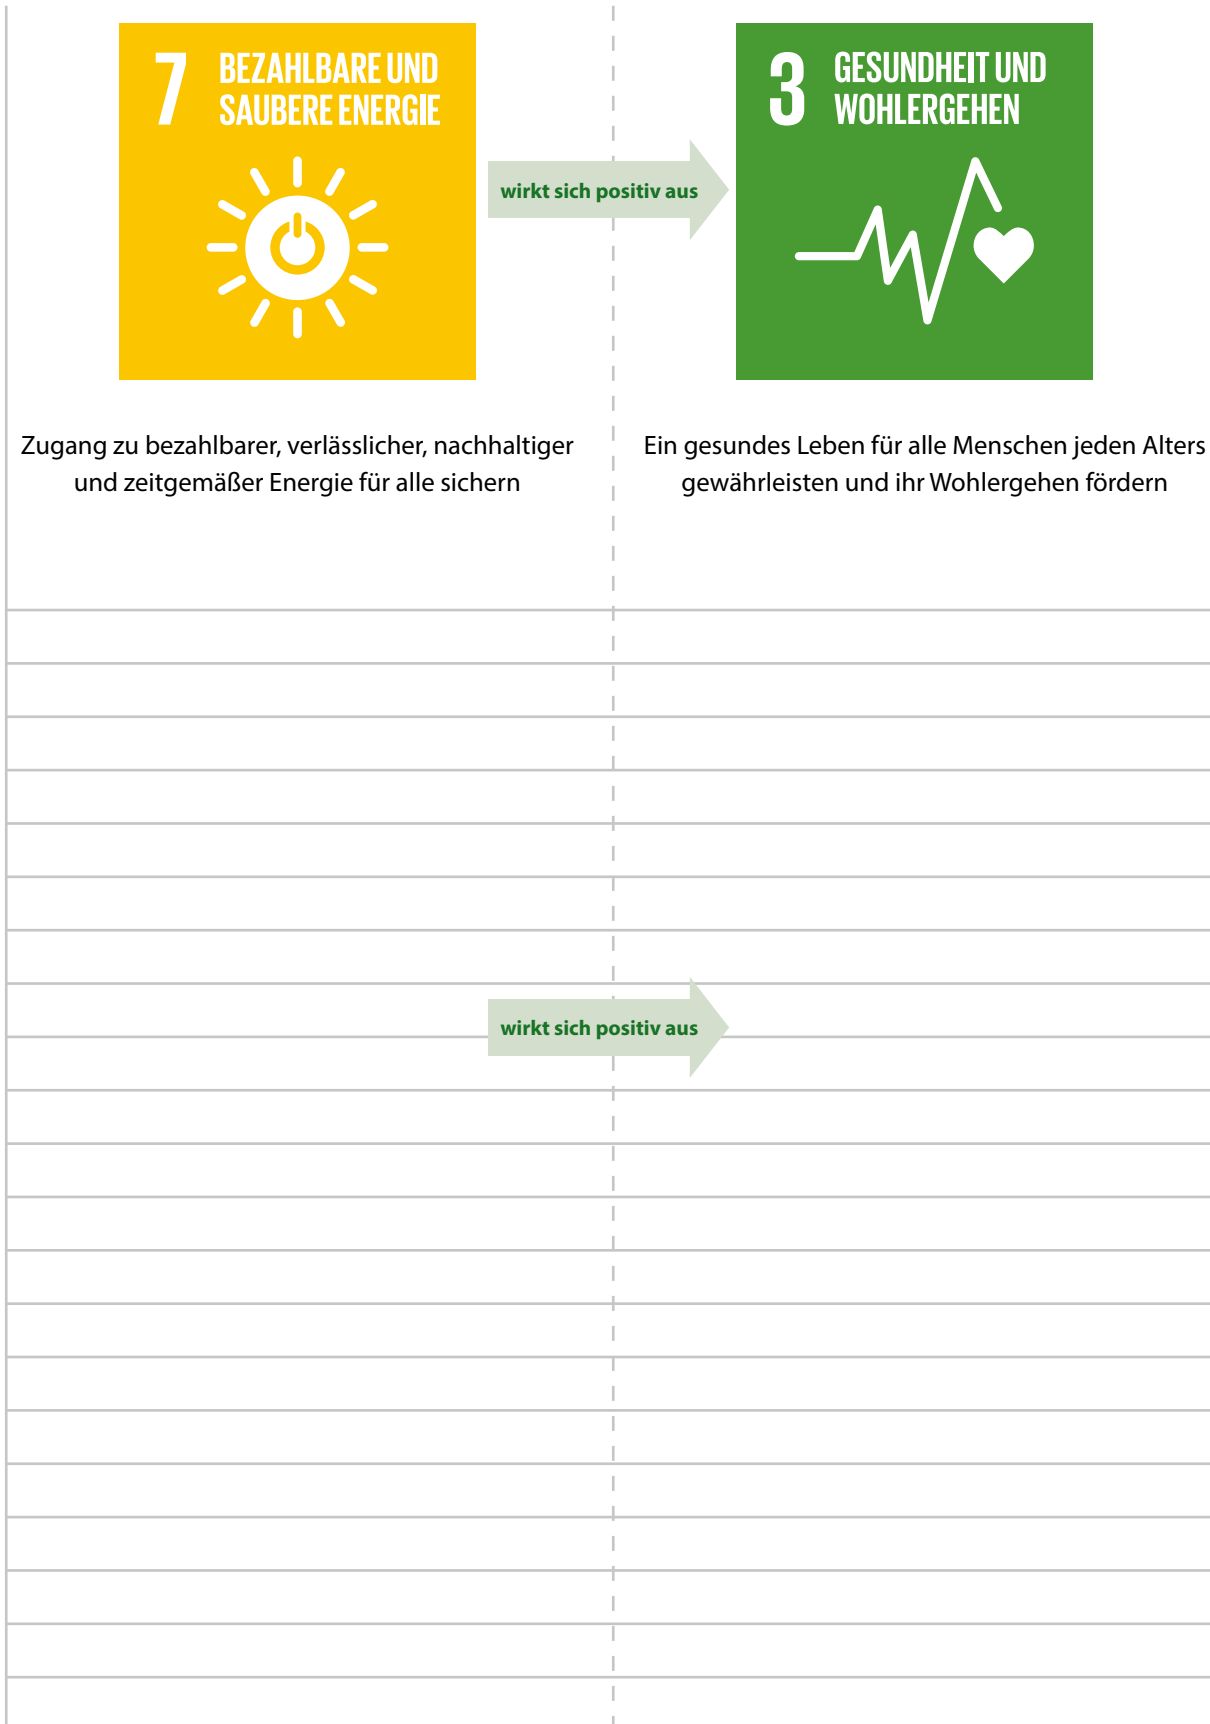 7 BEZAHLBARE UND
SAUBERE ENERGIE
wirkt sich positiv aus
3 GESUNDHEIT UND
WOHLERGEHEN
Zugang zu bezahlbarer, verlässlicher, nachhaltiger
und zeitgemäßer Energie für alle sichern
Ein gesundes Leben für alle Menschen jeden Alters
gewährleisten und ihr Wohlergehen fördern
wirkt sich positiv aus